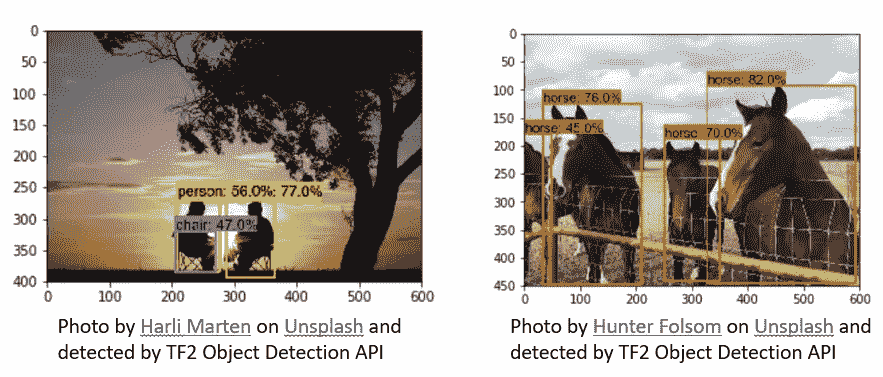 0
50
100
150
200
250
300
350
400
0 100 200 300 400 500 600
person: 56.0%: 77.0%
chair: 47.0%
Photo by Harli Marten on Unsplash and
detected by TF2 Object Detection API
0
50
100
150
200
250
300
350
400
450
0 100 200 300 400 500 600
horse: 82.0%
horse: 76.0%
horse: 45.0%
horse: 70.0%
Photo by Hunter Folsom on Unsplash and
detected by TF2 Object Detection API